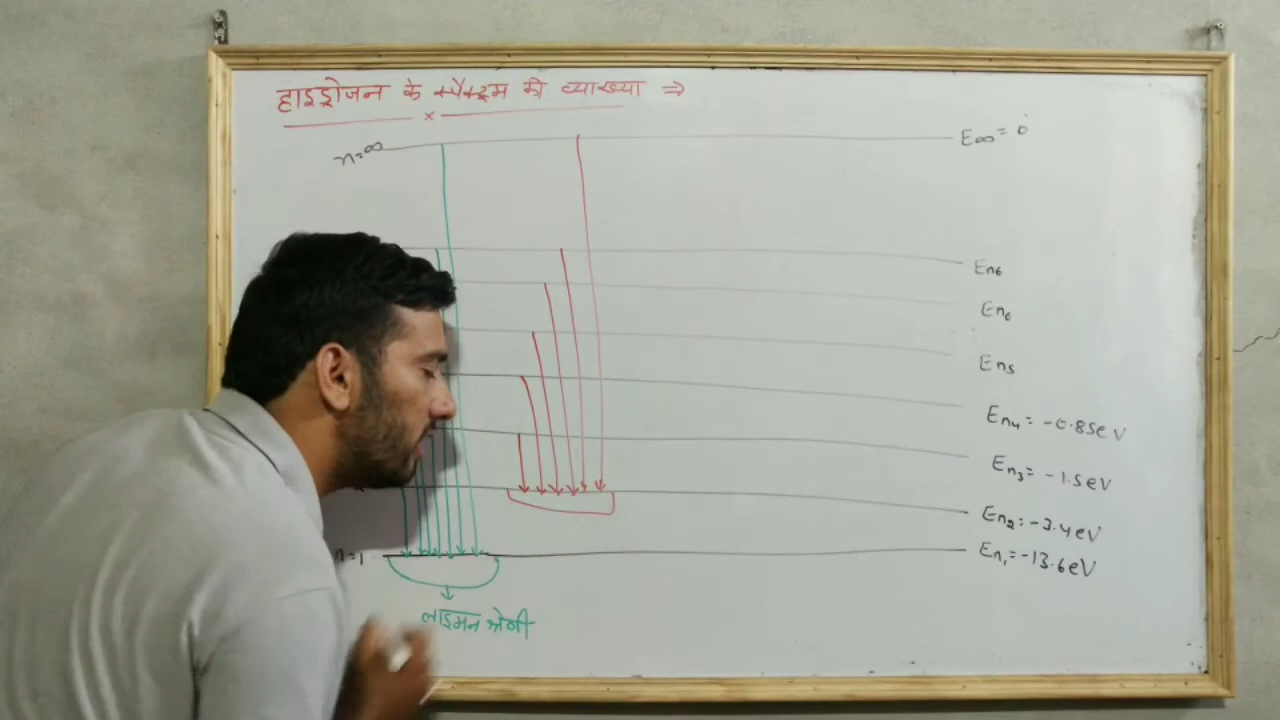 हाइड्रोजन के स्पैक्ट्रम की व्याख्या ⇒
n=∞ E∞ = 0
En6
En6
En5
En4 = -0.85eV
En3 = -1.5eV
En2 = -3.4eV
n=1 En1 = -13.6eV
लाइमन श्रेणी